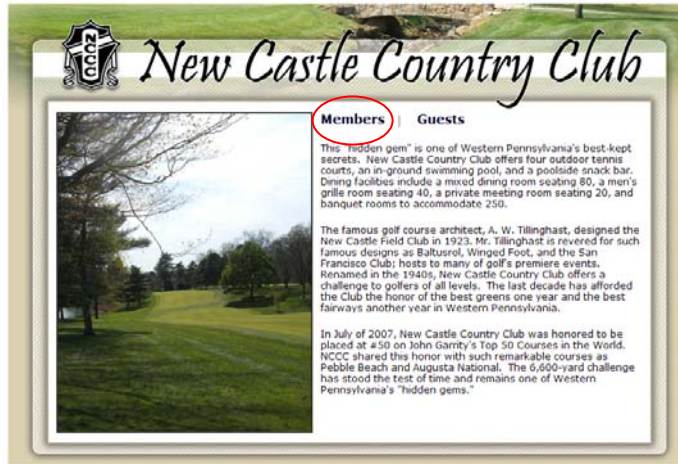 NCCC
New Castle Country Club
Members | Guests
This "hidden gem" is one of Western Pennsylvania's best-kept
secrets. New Castle Country Club offers four outdoor tennis
courts, an in-ground swimming pool, and a poolside snack bar.
Dining facilities include a mixed dining room seating 80, a men's
grille room seating 40, a private meeting room seating 20, and
banquet rooms to accommodate 250.
The famous golf course architect, A. W. Tillinghast, designed the
New Castle Field Club in 1923. Mr. Tillinghast is revered for such
famous designs as Baltusrol, Winged Foot, and the San
Francisco Club; hosts to many of golf's premiere events.
Renamed in the 1940s, New Castle Country Club offers a
challenge to golfers of all levels. The last decade has afforded
the Club the honor of the best greens one year and the best
fairways another year in Western Pennsylvania.
In July of 2007, New Castle Country Club was honored to be
placed at #50 on John Garrity's Top 50 Courses in the World.
NCCC shared this honor with such remarkable courses as
Pebble Beach and Augusta National. The 6,600-yard challenge
has stood the test of time and remains one of Western
Pennsylvania's "hidden gems."